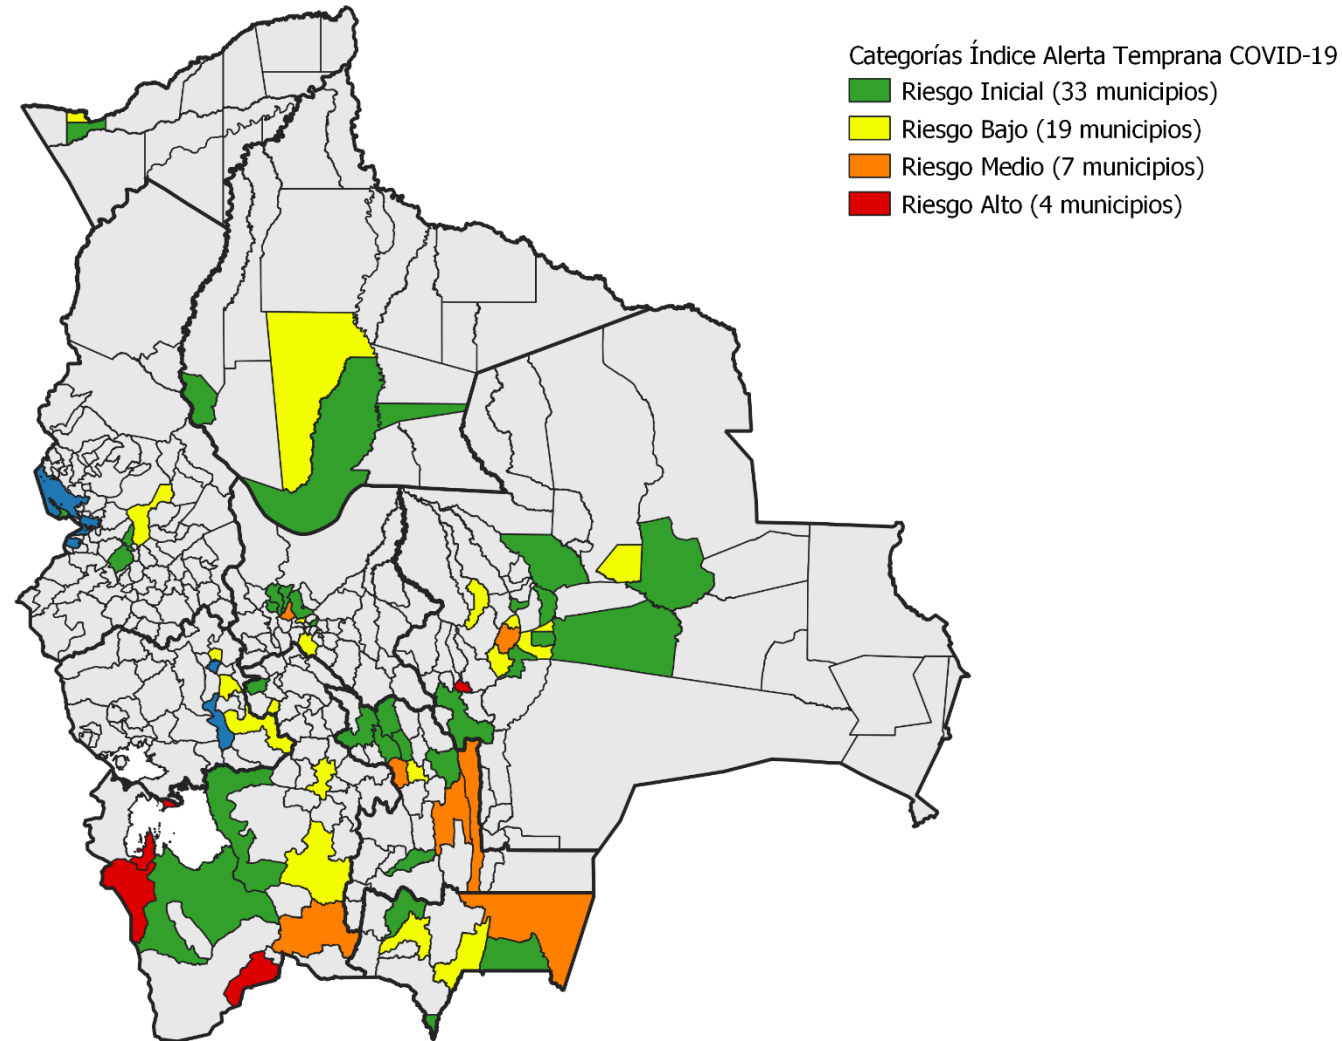 Categorías Índice Alerta Temprana COVID-19
Riesgo Inicial (33 municipios)
Riesgo Bajo (19 municipios)
Riesgo Medio (7 municipios)
Riesgo Alto (4 municipios)